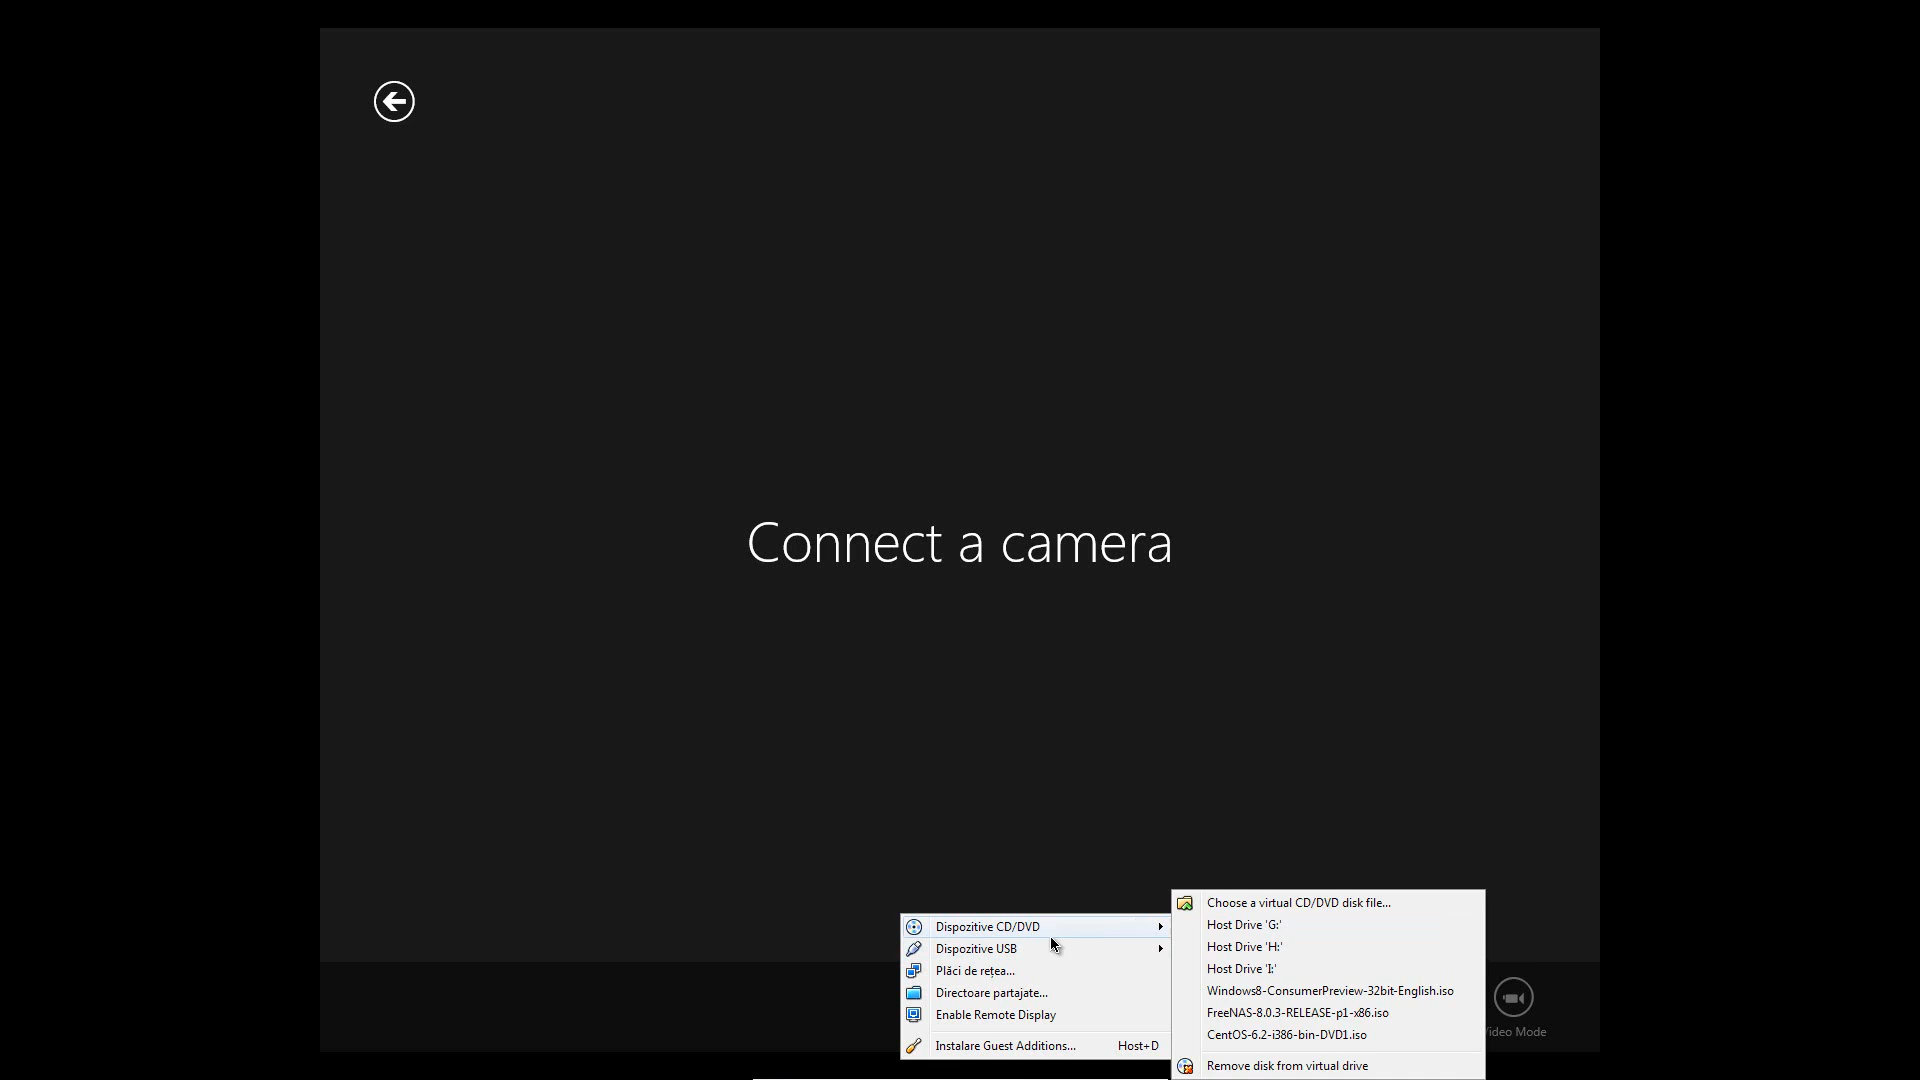 Connect a camera
Dispozitive CD/DVD
Dispozitive USB
Plăci de rețea...
Directoare partajate...
Enable Remote Display
Instalare Guest Additions... Host+D
Choose a virtual CD/DVD disk file...
Host Drive 'G:'
Host Drive 'H:'
Host Drive 'I:'
Windows8-ConsumerPreview-32bit-English.iso
FreeNAS-8.0.3-RELEASE-p1-x86.iso
CentOS-6.2-i386-bin-DVD1.iso
Remove disk from virtual drive
Video Mode